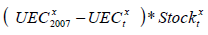 ( UEC^x_2007 − UEC^x_t ) * Stock^x_t